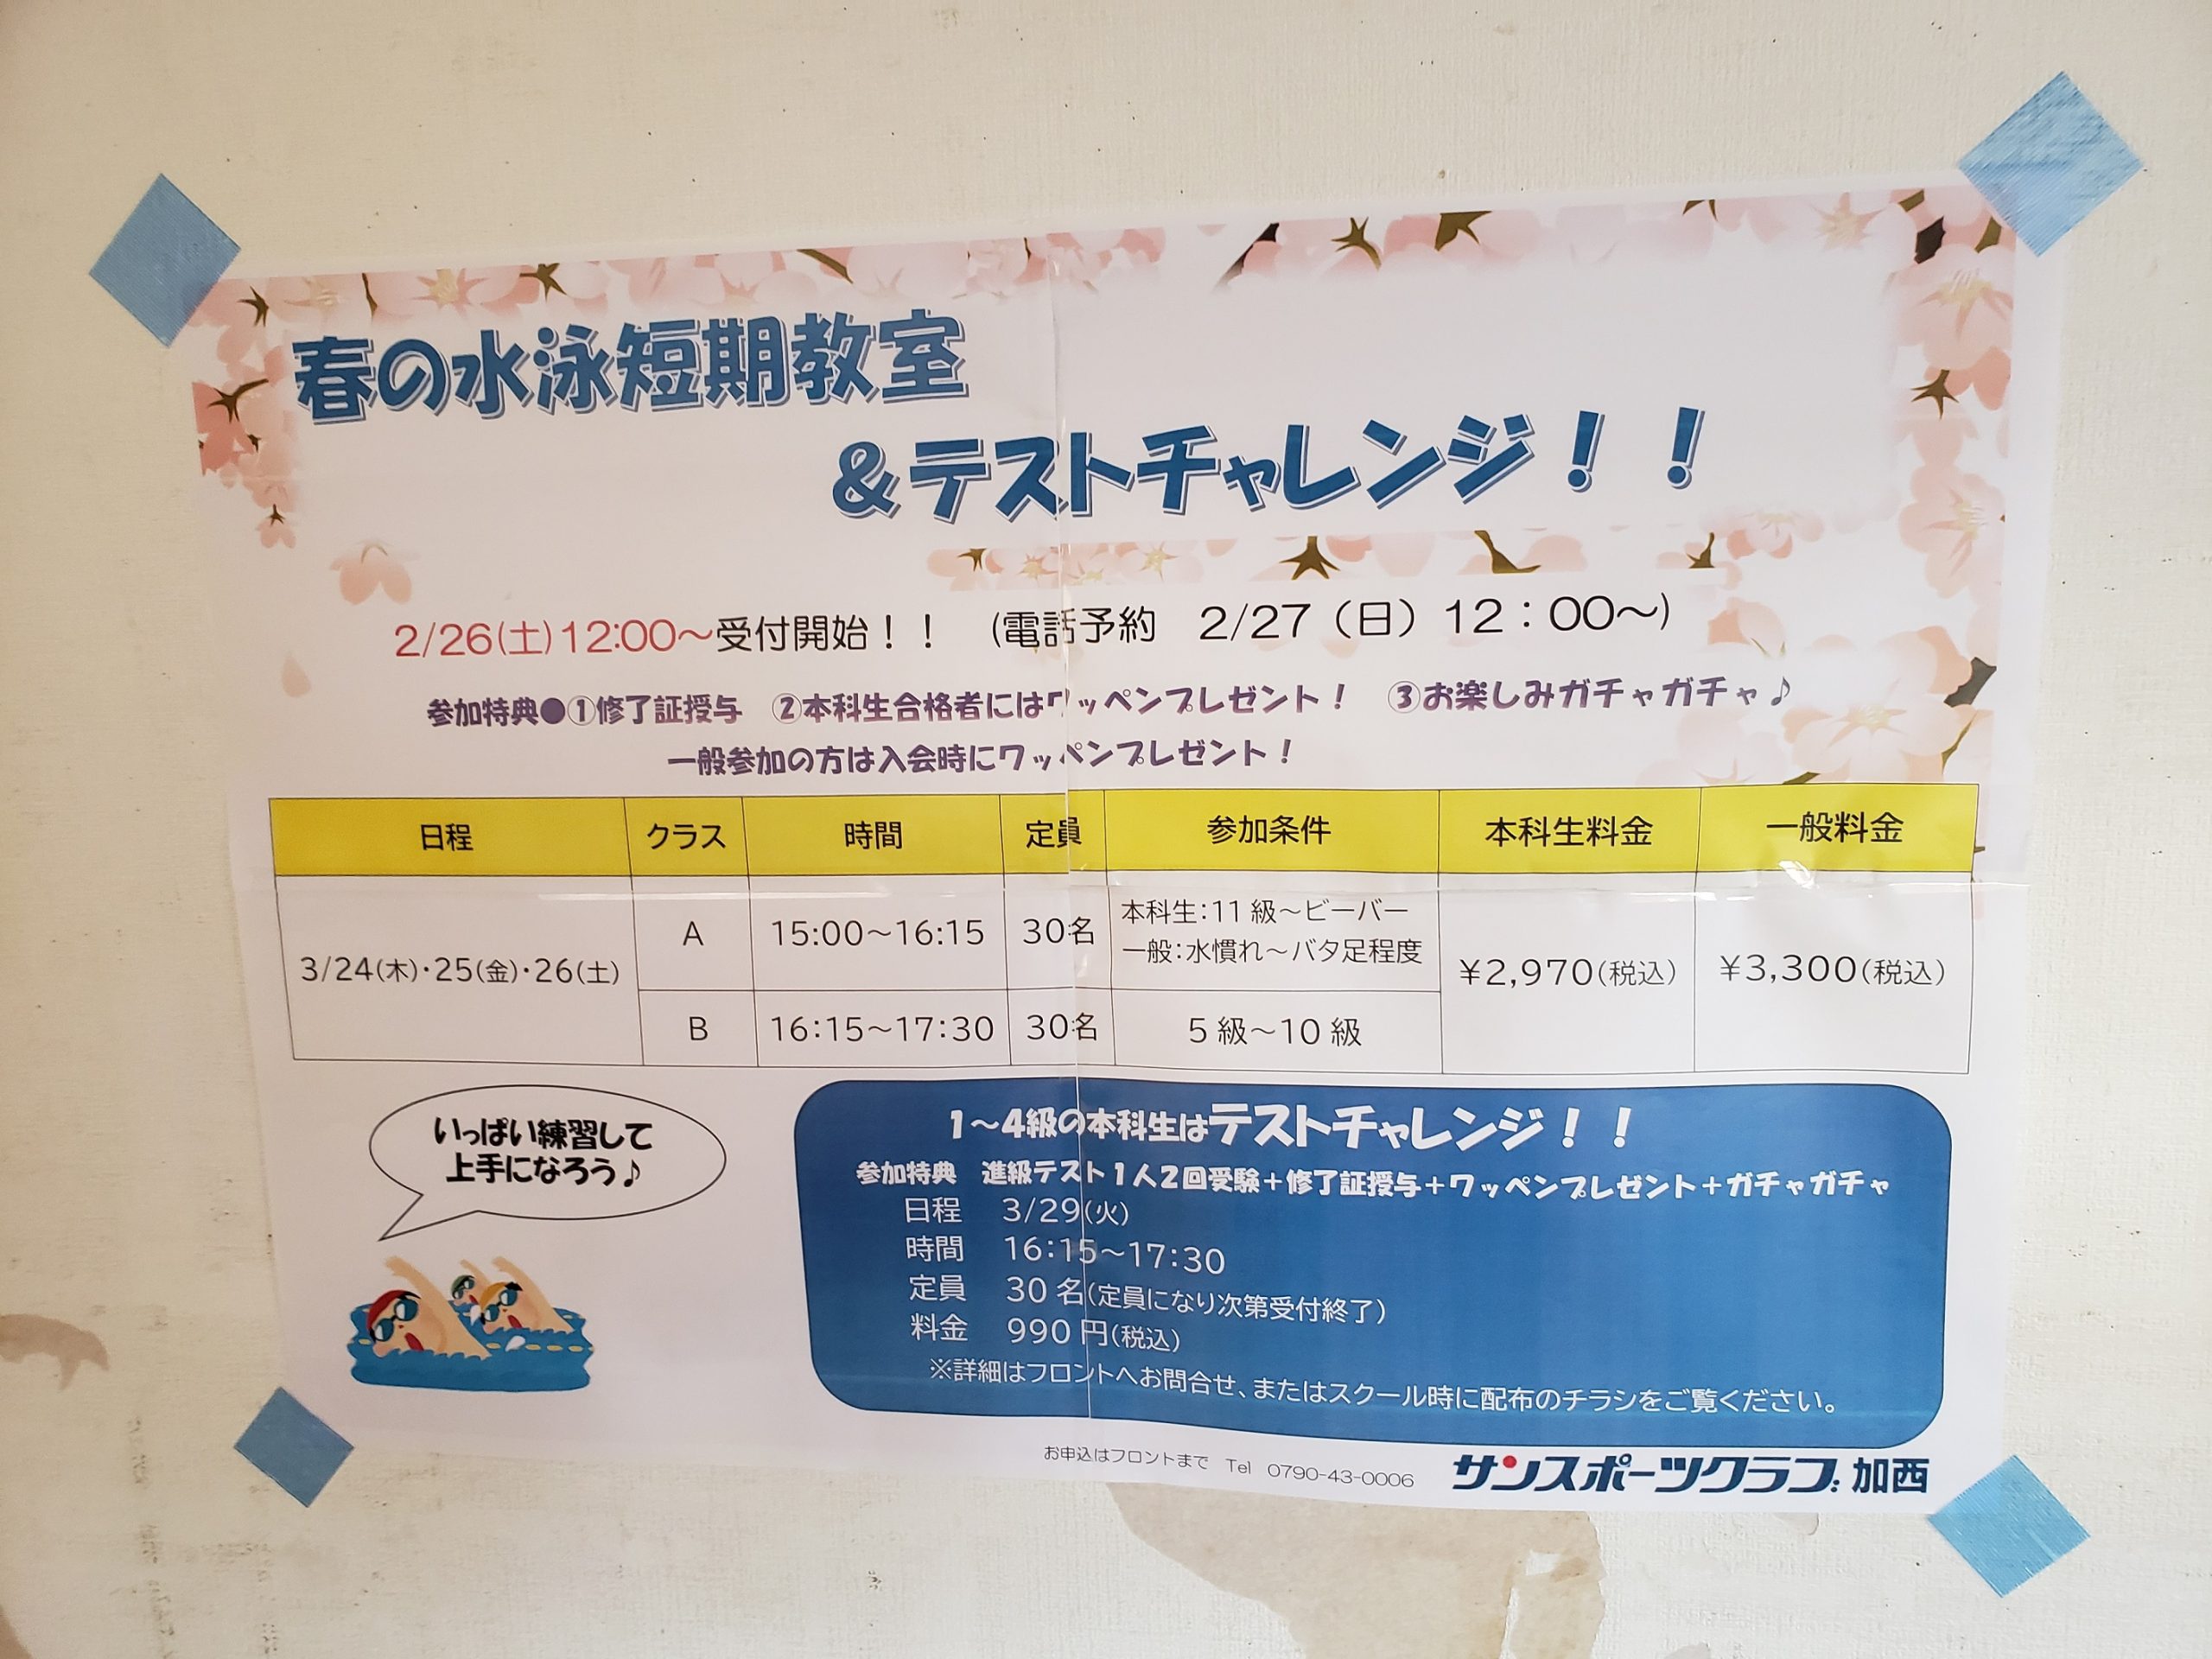 春の水泳短期教室
&テストチャレンジ！！
2/26(土)12:00～受付開始！！ (電話予約 2/27（日）12：00～)
参加特典●①修了証授与 ②本科生合格者にはワッペンプレゼント！ ③お楽しみガチャガチャ♪
一般参加の方は入会時にワッペンプレゼント！
日程 クラス 時間 定員 参加条件 本科生料金 一般料金
3/24(木)・25(金)・26(土) A 15:00～16:15 30名 本科生：11級～ビーバー
一般：水慣れ～バタ足程度 ¥2,970(税込) ¥3,300(税込)
B 16:15～17:30 30名 5級～10級
いっぱい練習して
上手になろう♪
1～4級の本科生はテストチャレンジ！！
参加特典 進級テスト1人2回受験＋修了証授与＋ワッペンプレゼント＋ガチャガチャ
日程 3/29(火)
時間 16:15～17:30
定員 30名(定員になり次第受付終了)
料金 990円(税込)
※詳細はフロントへお問合せ、またはスクール時に配布のチラシをご覧ください。
お申込はフロントまで Tel 0790-43-0006
サンスポーツクラブ 加西